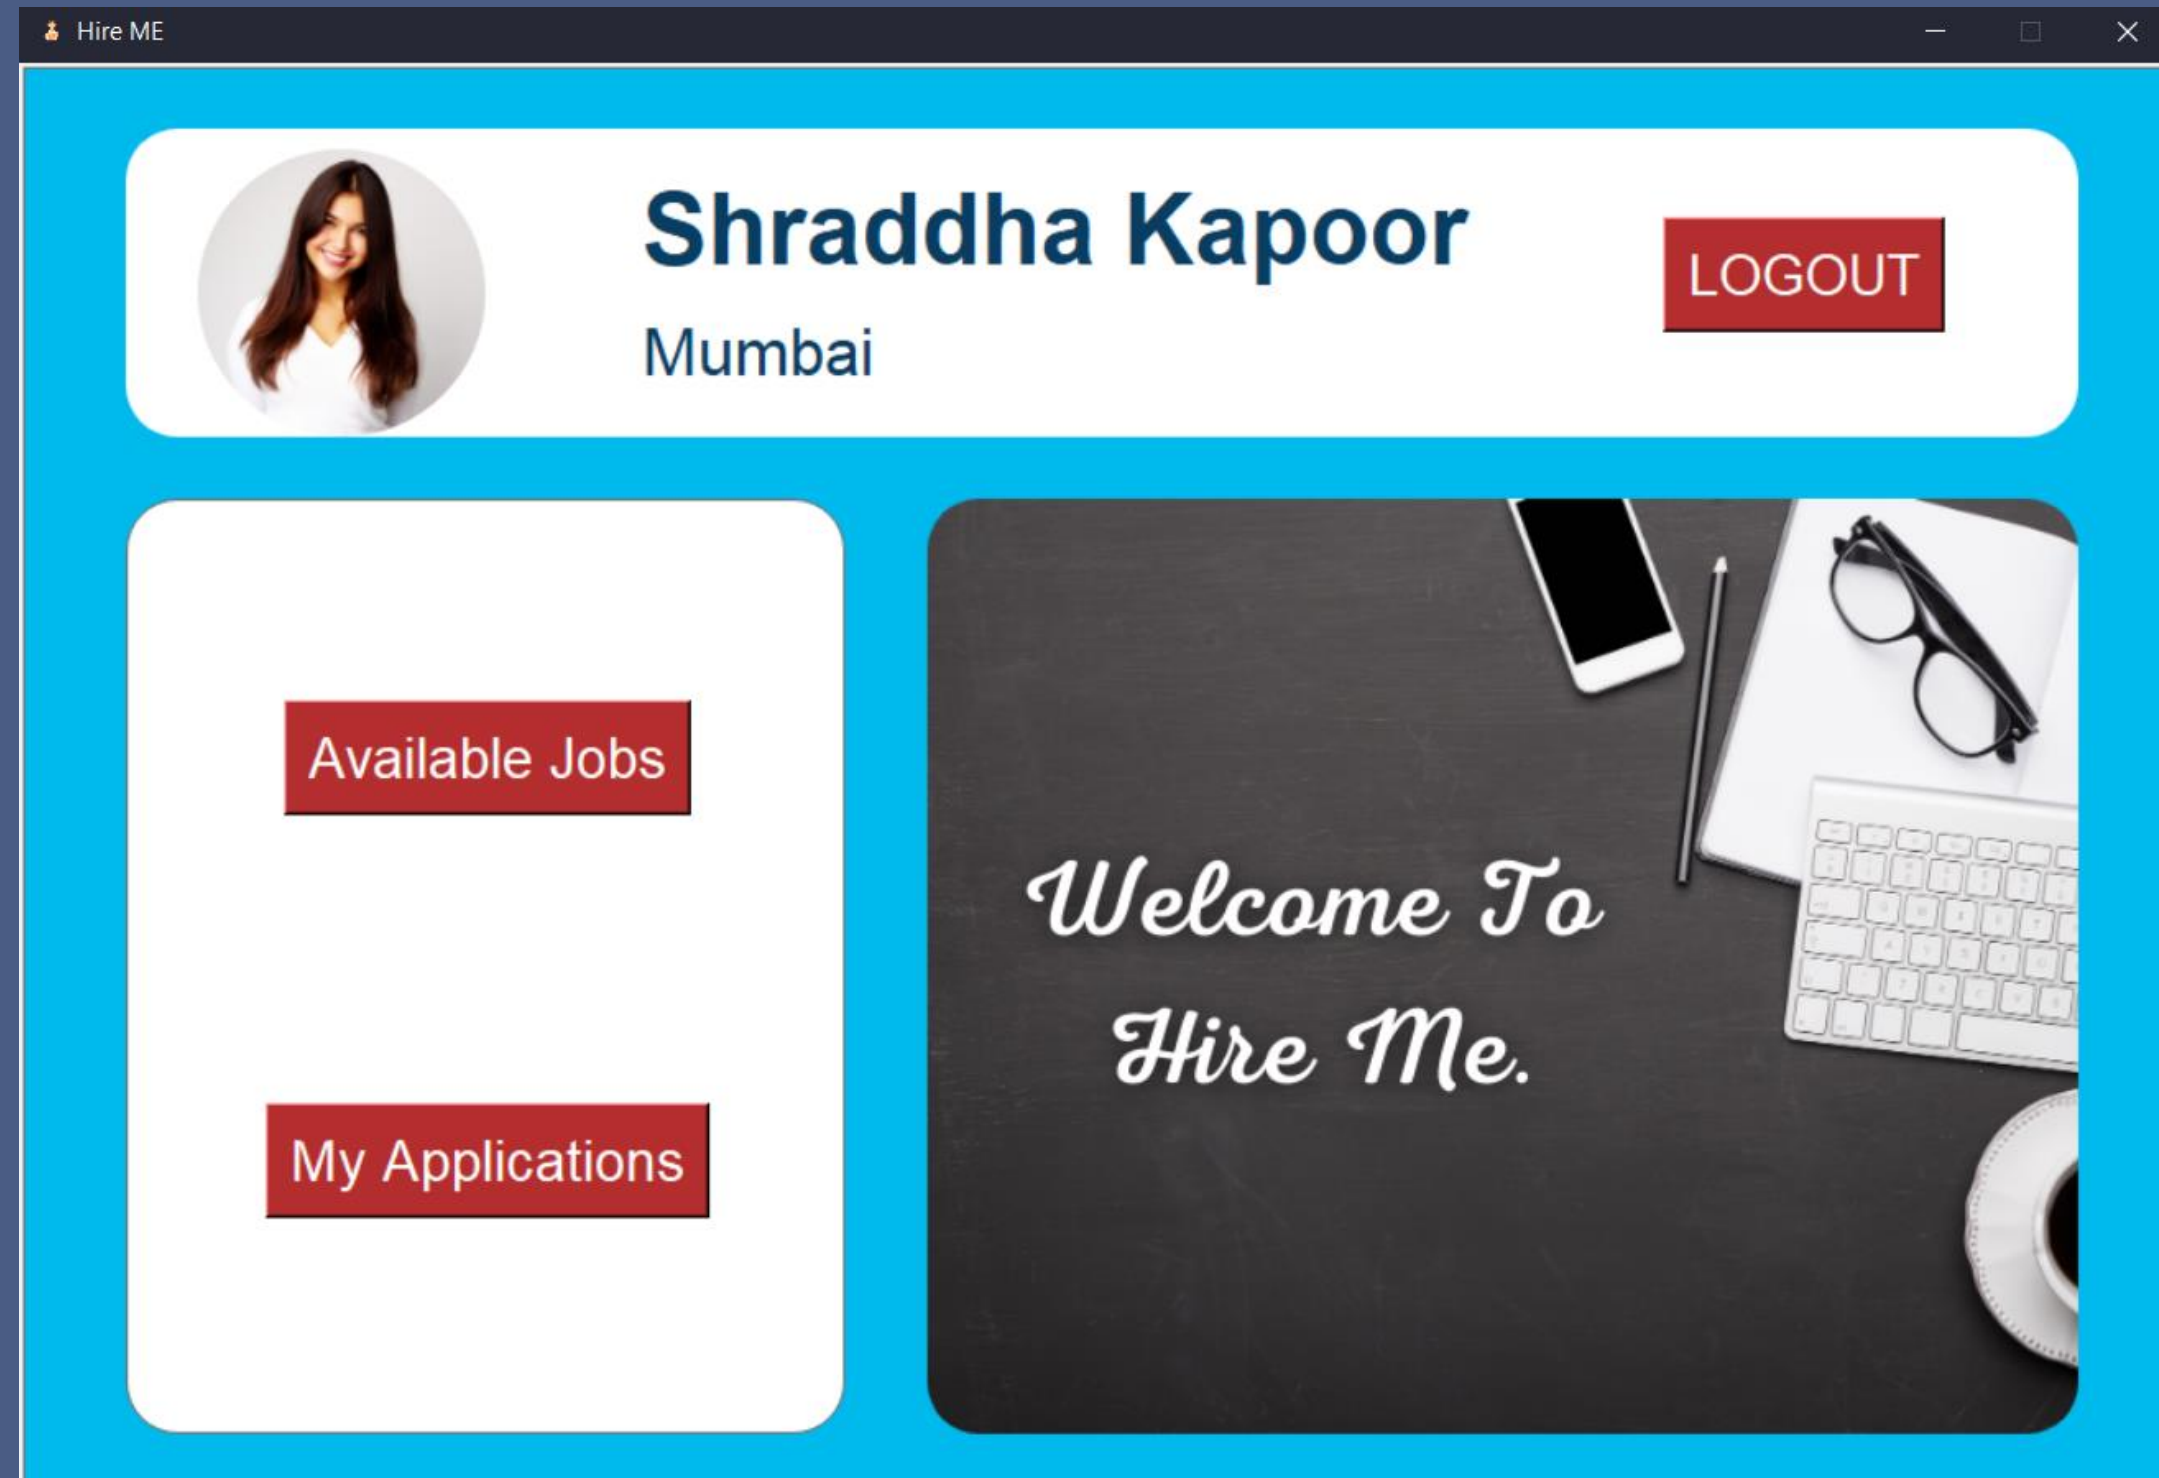 Hire ME
Shraddha Kapoor
LOGOUT
Mumbai
Available Jobs
My Applications
Welcome To
Hire Me.